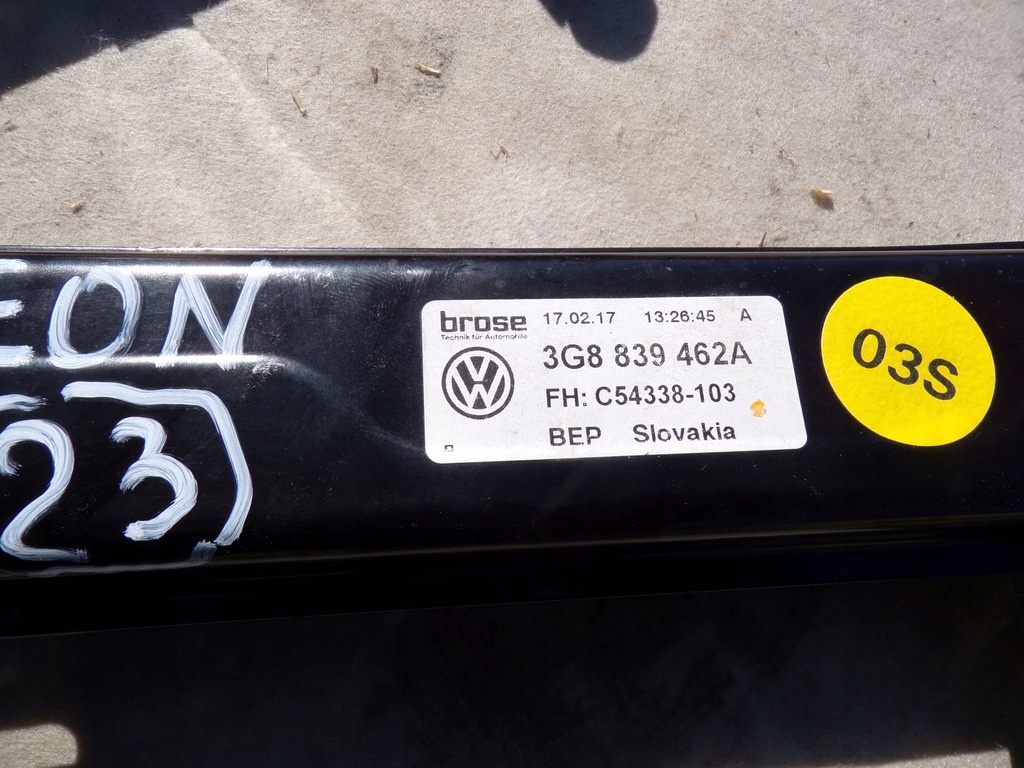 EON
23
brose 17.02.17 13:26:45 A
Technik für Automobile
3G8 839 462A
FH: C54338-103
BEP Slovakia
03S